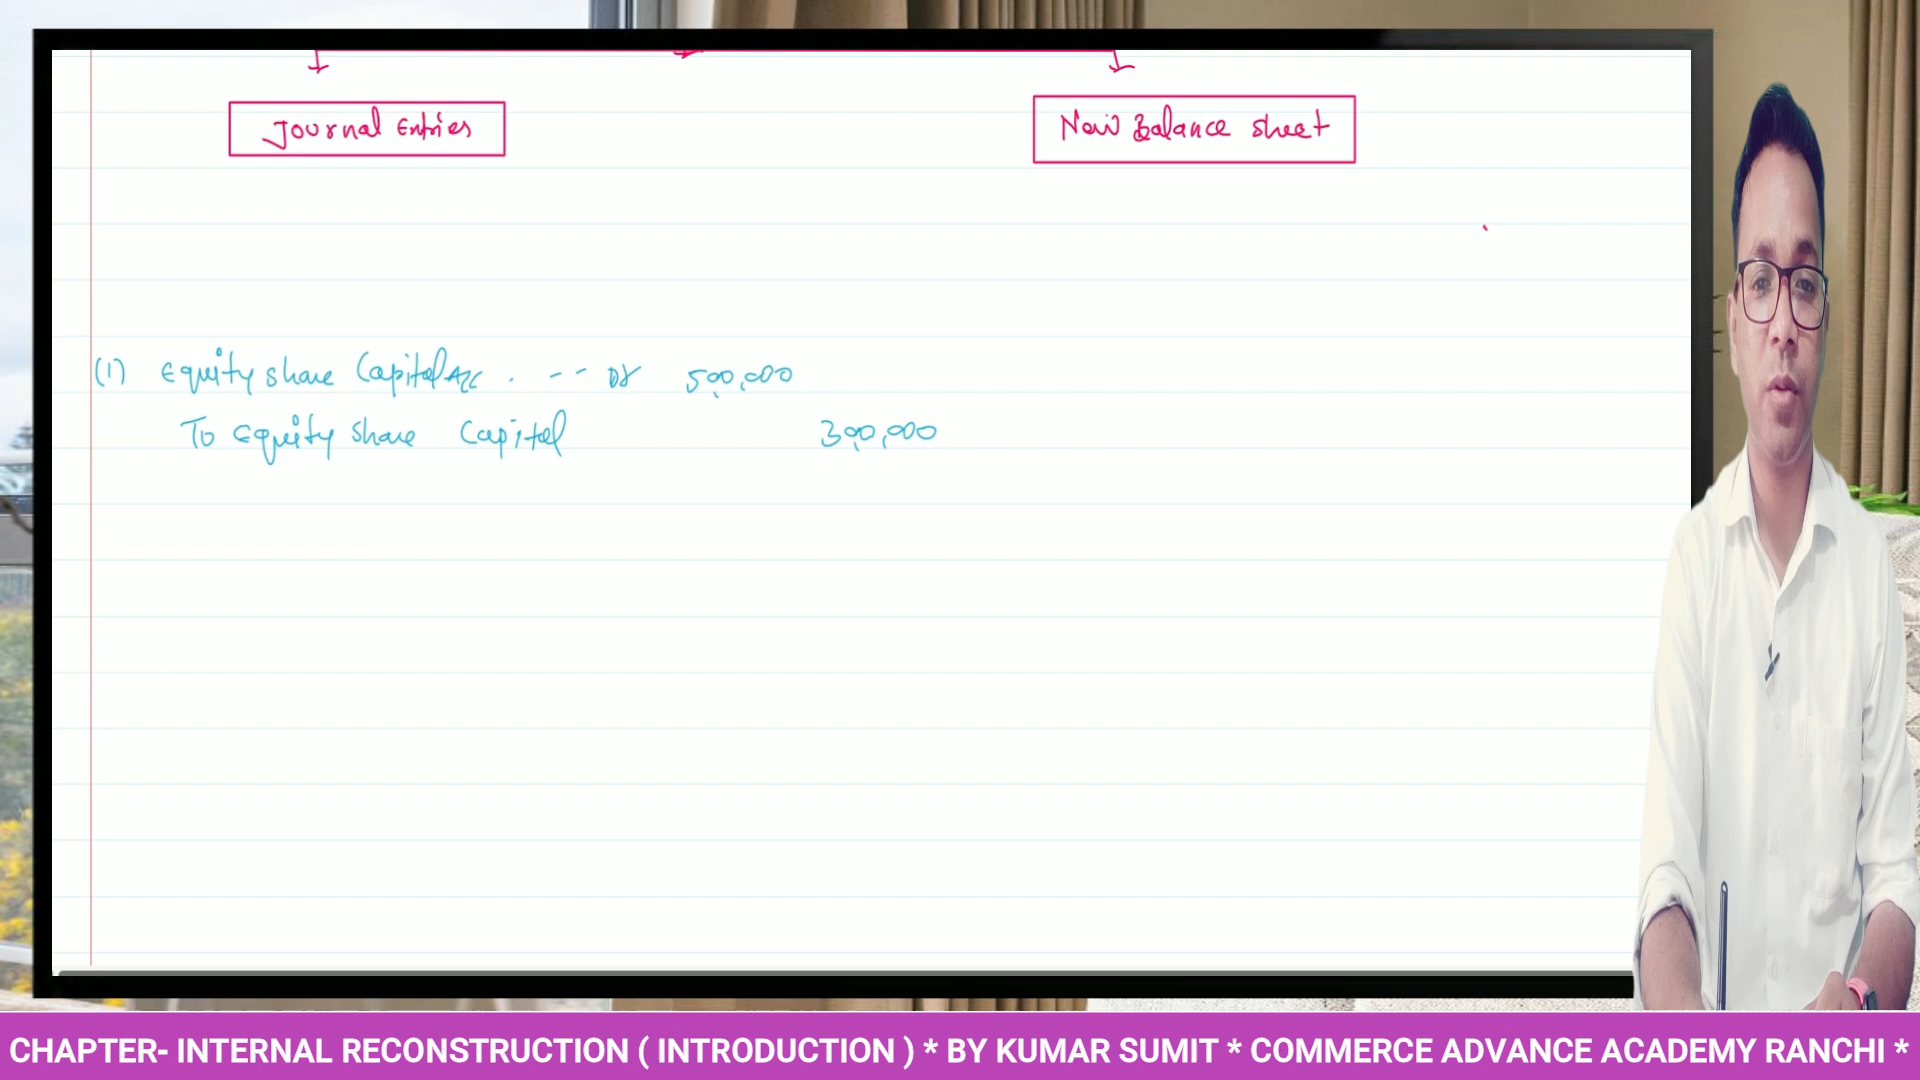 Journal Entries
New Balance sheet
(1) Equity share Capital A/c . -- Dr 500,000
To Equity share Capital 300,000
CHAPTER- INTERNAL RECONSTRUCTION ( INTRODUCTION ) * BY KUMAR SUMIT * COMMERCE ADVANCE ACADEMY RANCHI *